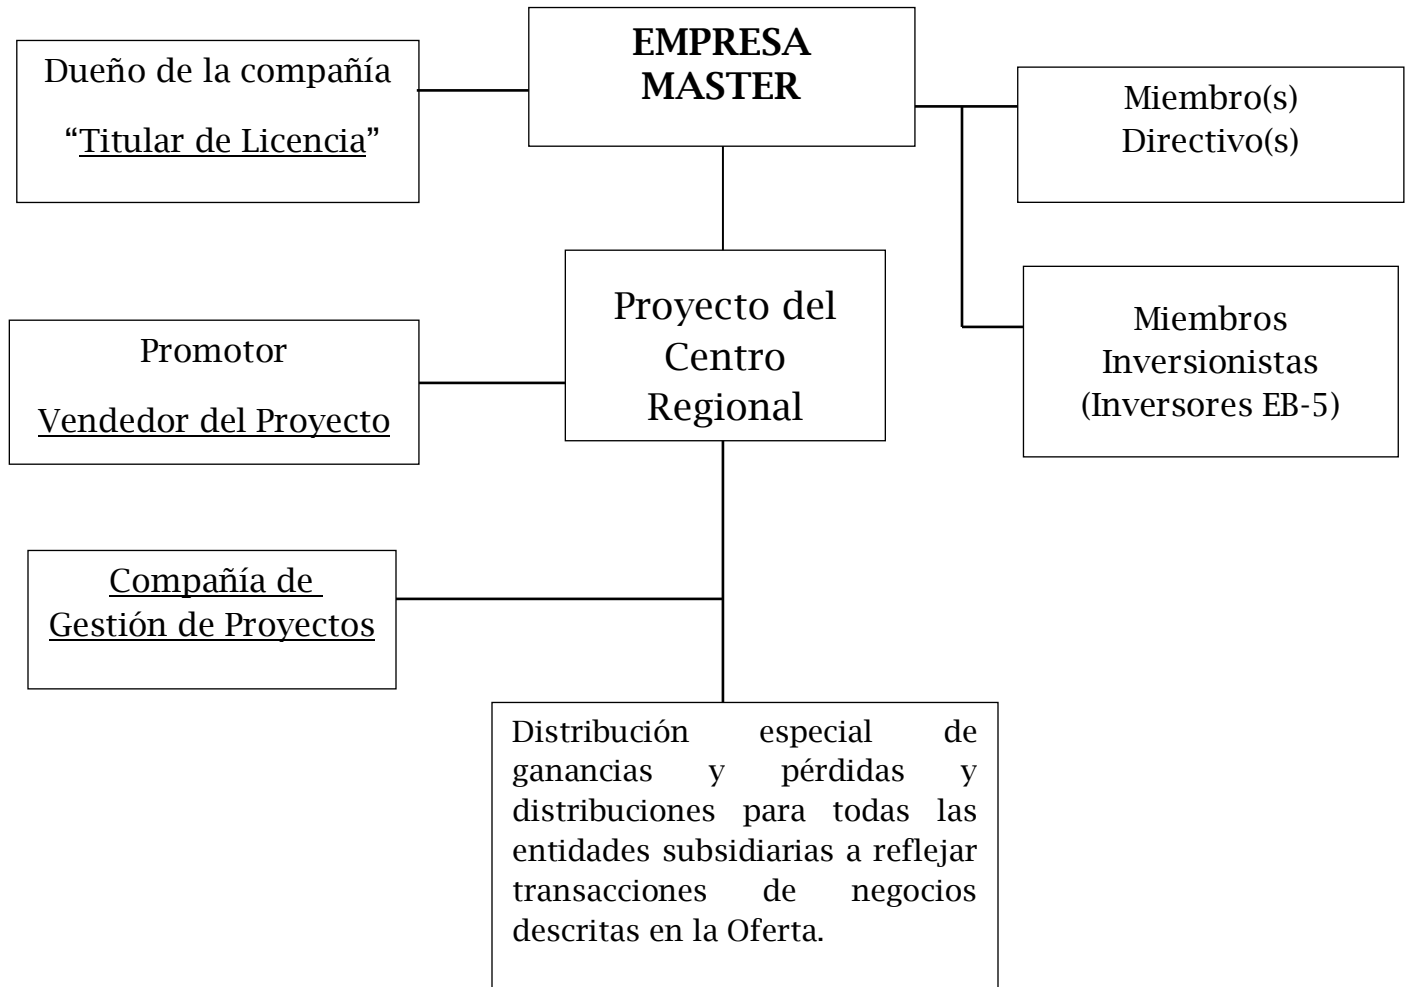 EMPRESA
MASTER
Dueño de la compañía
“Titular de Licencia”
Miembro(s)
Directivo(s)
Proyecto del
Centro
Regional
Miembros
Inversionistas
(Inversores EB-5)
Promotor
Vendedor del Proyecto
Compañía de
Gestión de Proyectos
Distribución especial de
ganancias y pérdidas y
distribuciones para todas las
entidades subsidiarias a reflejar
transacciones de negocios
descritas en la Oferta.